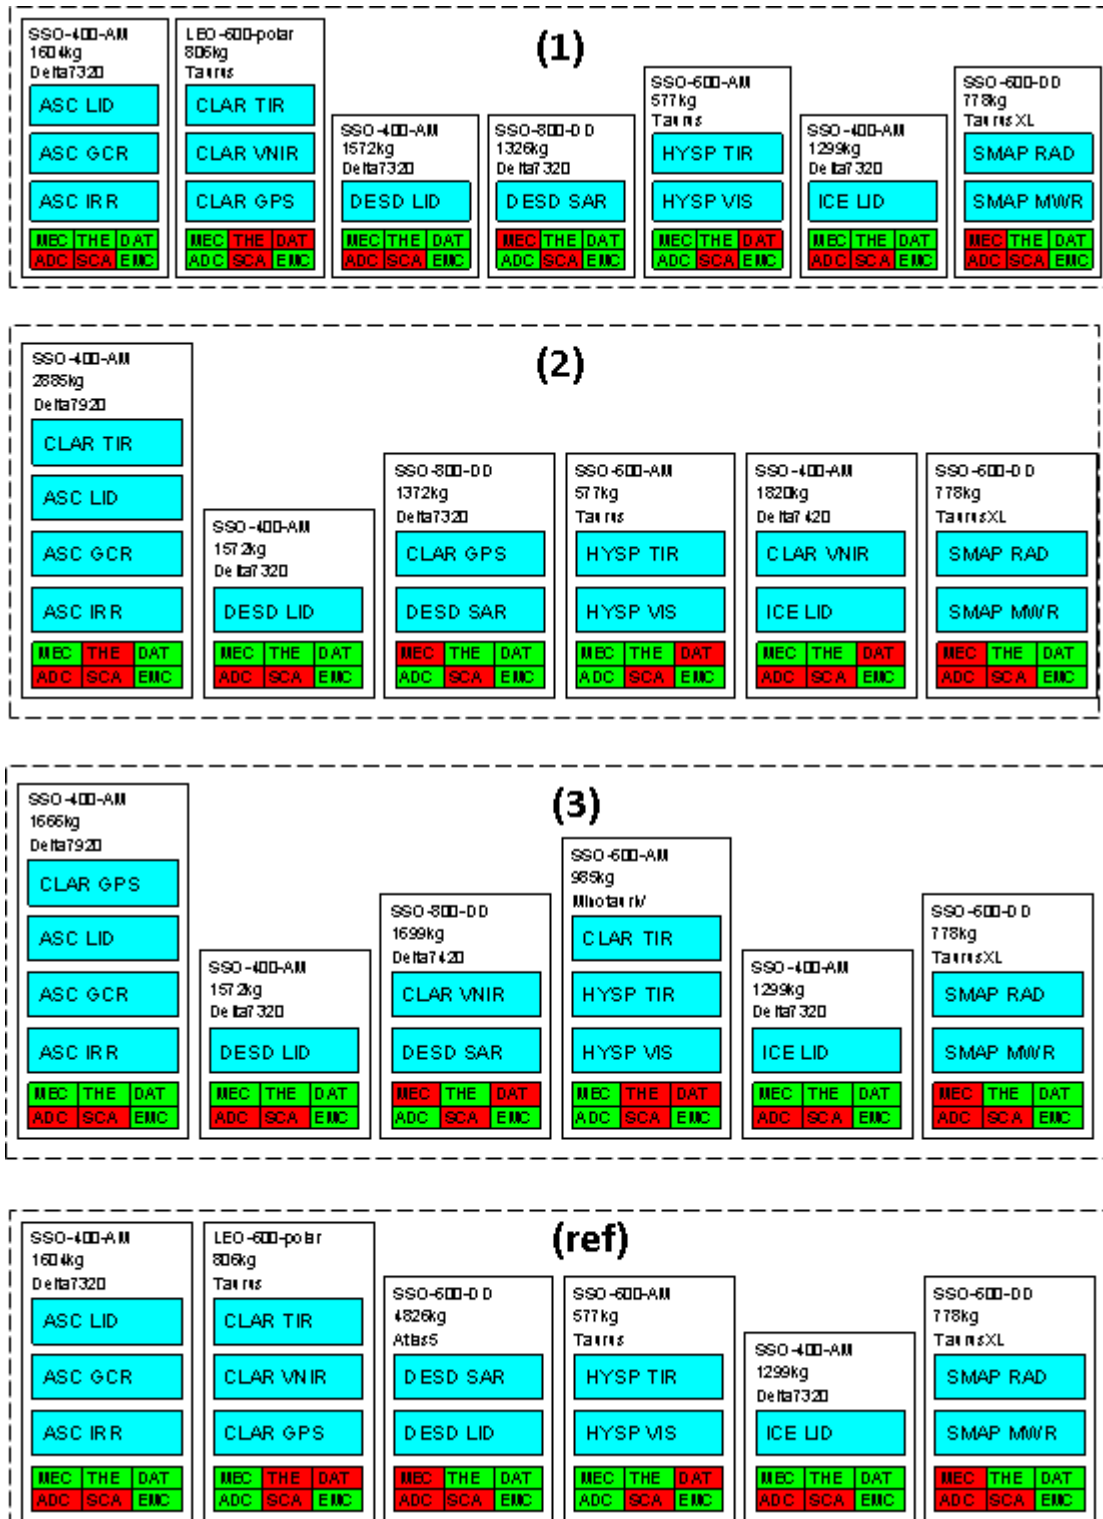 (1)
SSO-400-AM
1604kg
Delta7320
ASC LID
ASC GCR
ASC IRR
MEC THE DAT
ADC SCA EMC
LEO-600-polar
806kg
Taurus
CLAR TIR
CLAR VNIR
CLAR GPS
MEC THE DAT
ADC SCA EMC
SSO-400-AM
1572kg
Delta7320
DESD LID
MEC THE DAT
ADC SCA EMC
SSO-800-DD
1326kg
Delta7320
DESD SAR
MEC THE DAT
ADC SCA EMC
SSO-600-AM
577kg
Taurus
HYSP TIR
HYSP VIS
MEC THE DAT
ADC SCA EMC
SSO-400-AM
1299kg
Delta7320
ICE LID
MEC THE DAT
ADC SCA EMC
SSO-600-DD
778kg
TaurusXL
SMAP RAD
SMAP MWR
MEC THE DAT
ADC SCA EMC
(2)
SSO-400-AM
2885kg
Delta7920
CLAR TIR
ASC LID
ASC GCR
ASC IRR
MEC THE DAT
ADC SCA EMC
SSO-400-AM
1572kg
Delta7320
DESD LID
MEC THE DAT
ADC SCA EMC
SSO-800-DD
1372kg
Delta7320
CLAR GPS
DESD SAR
MEC THE DAT
ADC SCA EMC
SSO-600-AM
577kg
Taurus
HYSP TIR
HYSP VIS
MEC THE DAT
ADC SCA EMC
SSO-400-AM
1820kg
Delta7420
CLAR VNIR
ICE LID
MEC THE DAT
ADC SCA EMC
SSO-600-DD
778kg
TaurusXL
SMAP RAD
SMAP MWR
MEC THE DAT
ADC SCA EMC
(3)
SSO-400-AM
1666kg
Delta7920
CLAR GPS
ASC LID
ASC GCR
ASC IRR
MEC THE DAT
ADC SCA EMC
SSO-400-AM
1572kg
Delta7320
DESD LID
MEC THE DAT
ADC SCA EMC
SSO-800-DD
1699kg
Delta7420
CLAR VNIR
DESD SAR
MEC THE DAT
ADC SCA EMC
SSO-600-AM
985kg
MinotaurIV
CLAR TIR
HYSP TIR
HYSP VIS
MEC THE DAT
ADC SCA EMC
SSO-400-AM
1299kg
Delta7320
ICE LID
MEC THE DAT
ADC SCA EMC
SSO-600-DD
778kg
TaurusXL
SMAP RAD
SMAP MWR
MEC THE DAT
ADC SCA EMC
(ref)
SSO-400-AM
1604kg
Delta7320
ASC LID
ASC GCR
ASC IRR
MEC THE DAT
ADC SCA EMC
LEO-600-polar
806kg
Taurus
CLAR TIR
CLAR VNIR
CLAR GPS
MEC THE DAT
ADC SCA EMC
SSO-600-DD
4826kg
Atlas5
DESD SAR
DESD LID
MEC THE DAT
ADC SCA EMC
SSO-600-AM
577kg
Taurus
HYSP TIR
HYSP VIS
MEC THE DAT
ADC SCA EMC
SSO-400-AM
1299kg
Delta7320
ICE LID
MEC THE DAT
ADC SCA EMC
SSO-600-DD
778kg
TaurusXL
SMAP RAD
SMAP MWR
MEC THE DAT
ADC SCA EMC